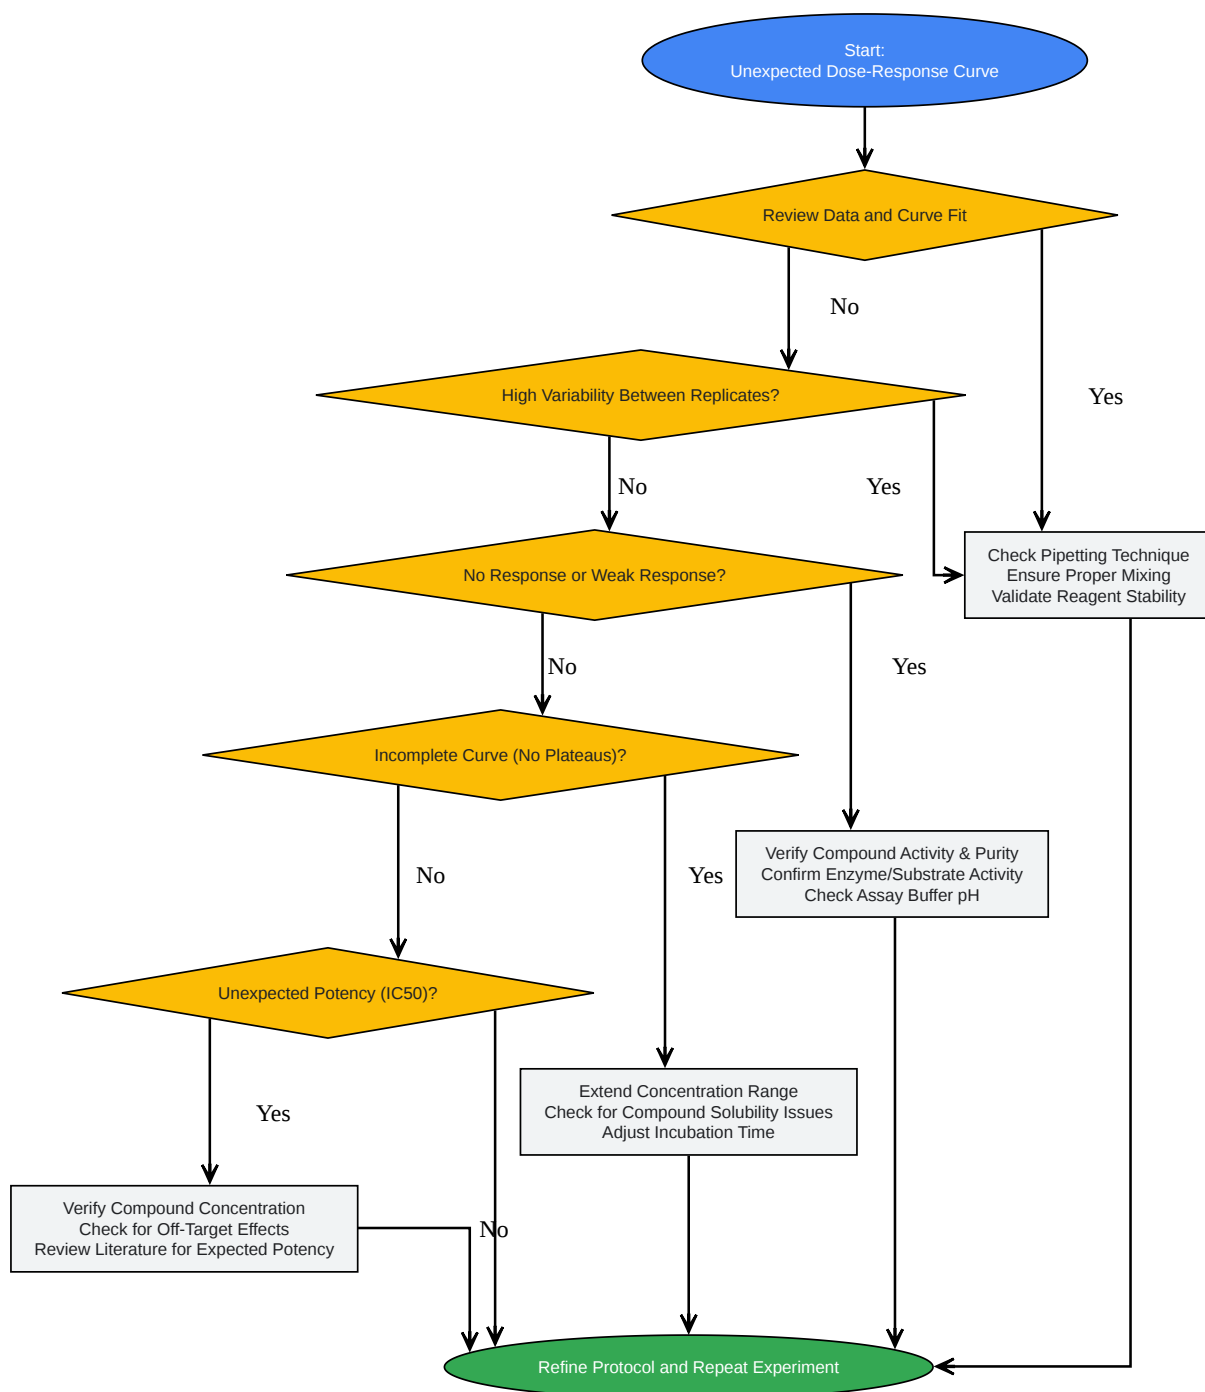 Start:
Unexpected Dose-Response Curve
Review Data and Curve Fit
No
High Variability Between Replicates?
Yes
No
Yes
Check Pipetting Technique
Ensure Proper Mixing
Validate Reagent Stability
No Response or Weak Response?
No
Yes
Incomplete Curve (No Plateaus)?
Verify Compound Activity & Purity
Confirm Enzyme/Substrate Activity
Check Assay Buffer pH
No
Yes
Unexpected Potency (IC50)?
Extend Concentration Range
Check for Compound Solubility Issues
Adjust Incubation Time
Yes
Verify Compound Concentration
Check for Off-Target Effects
Review Literature for Expected Potency
No
Refine Protocol and Repeat Experiment